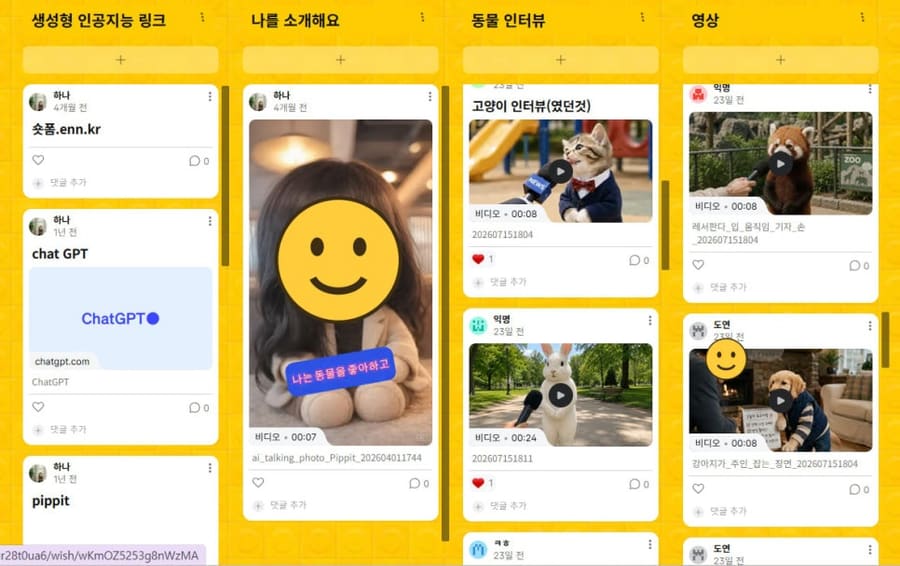 생성형 인공지능 링크
+
하나
4개월 전
숏폼.enn.kr
0
댓글 추가
하나
1년 전
chat GPT
ChatGPT
chatgpt.com
ChatGPT
0
댓글 추가
하나
1년 전
pippit
r28t0ua6/wish/wKmOZ5253g8nWzMA
나를 소개해요
+
하나
4개월 전
나는 동물을 좋아하고
비디오 • 00:07
ai_talking_photo_Pippit_202604011744
0
댓글 추가
동물 인터뷰
+
23일 전
고양이 인터뷰(였던것)
NEWS
비디오 • 00:08
202607151804
1
0
댓글 추가
익명
23일 전
비디오 • 00:24
202607151811
1
0
댓글 추가
ㅋㅎ
23일 전
영상
+
익명
23일 전
ZOO
비디오 • 00:08
레서판다_입_움직임_기자_손
_202607151804
0
댓글 추가
도연
23일 전
비디오 • 00:08
강아지가_주인_잡는_장면_202607151804
0
댓글 추가
도연
23일 전